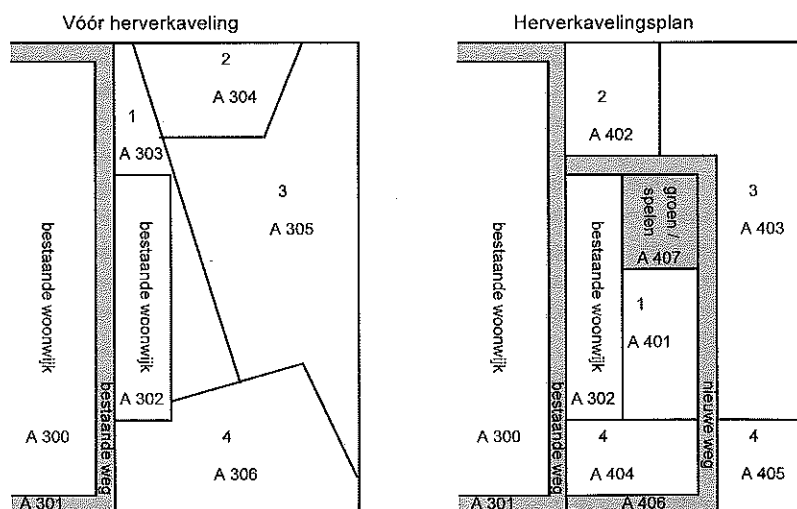 Vóór herverkaveling
2
A 304
1
A 303
3
A 305
bestaande woonwijk
bestaande woonwijk
A 302
bestaande weg
4
A 306
A 300
A 301
Herverkavelingsplan
2
A 402
3
A 403
groen /
spelen
A 407
bestaande woonwijk
bestaande woonwijk
1
A 401
A 302
bestaande weg
nieuwe weg
4
A 404
4
A 405
A 300
A 301
A 406